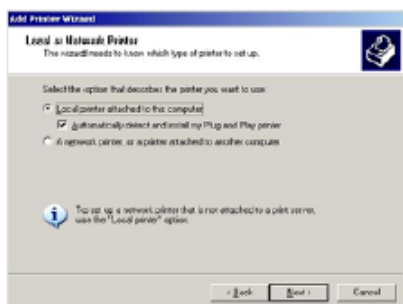 Add Printer Wizard
Local or Network Printer
The wizard needs to know which type of printer to set up.
Select the option that describes the printer you want to use:
Local printer attached to this computer
Automatically detect and install my Plug and Play printer
A network printer, or a printer attached to another computer
To set up a network printer that is not attached to a print server,
use the "Local printer" option.
< Back
Next >
Cancel